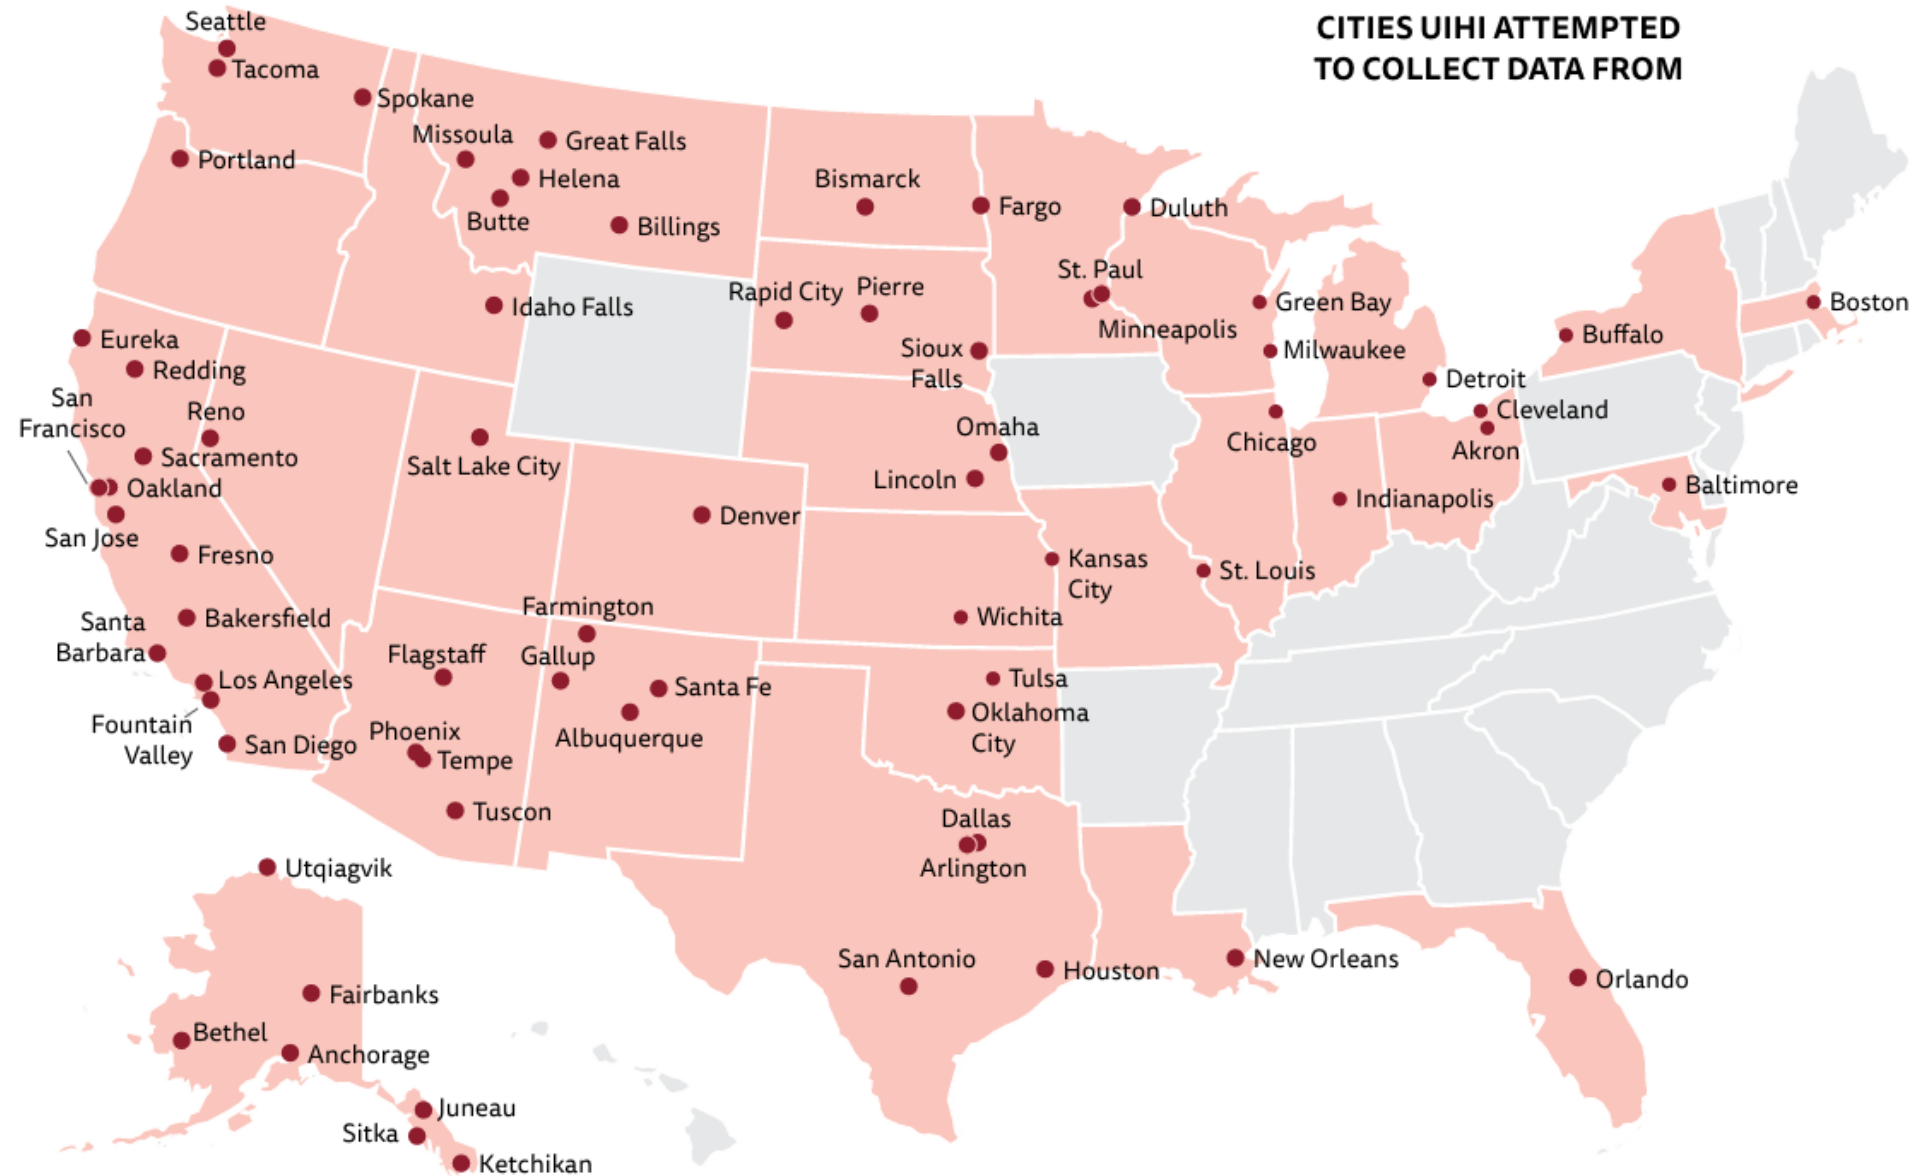 CITIES UIHI ATTEMPTED
TO COLLECT DATA FROM
Seattle
Tacoma
Spokane
Portland
Missoula
Great Falls
Helena
Butte
Billings
Bismarck
Fargo
Duluth
Idaho Falls
Rapid City
Pierre
Sioux
Falls
St. Paul
Minneapolis
Green Bay
Milwaukee
Buffalo
Boston
Detroit
Cleveland
Akron
Eureka
Redding
San
Francisco
Reno
Sacramento
Oakland
San Jose
Fresno
Salt Lake City
Denver
Omaha
Lincoln
Chicago
Indianapolis
Baltimore
Kansas
City
St. Louis
Wichita
Bakersfield
Santa
Barbara
Los Angeles
Fountain
Valley
San Diego
Farmington
Flagstaff
Gallup
Santa Fe
Albuquerque
Phoenix
Tempe
Tuscon
Tulsa
Oklahoma
City
Dallas
Arlington
San Antonio
Houston
New Orleans
Orlando
Utqiagvik
Fairbanks
Bethel
Anchorage
Juneau
Sitka
Ketchikan